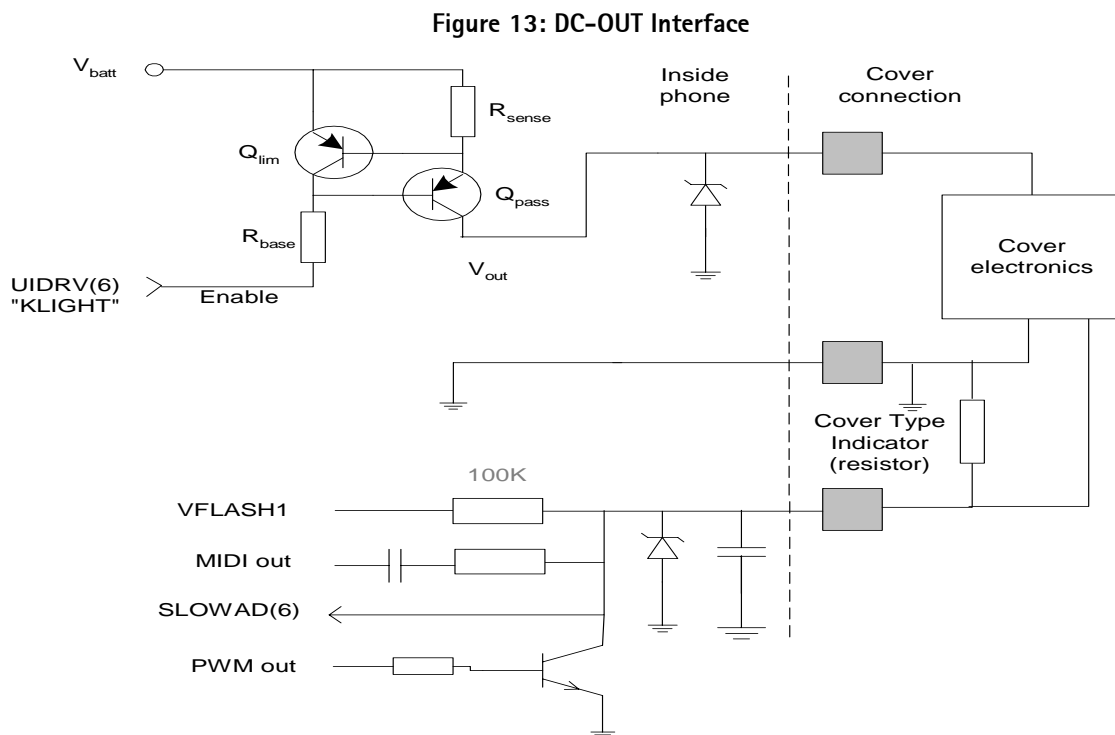 Figure 13: DC-OUT Interface
Vbatt
Inside
phone
Cover
connection
Rsense
Qlim
Qpass
Rbase
Vout
Cover
electronics
UIDRV(6)
"KLIGHT"
Enable
Cover Type
Indicator
(resistor)
100K
VFLASH1
MIDI out
SLOWAD(6)
PWM out